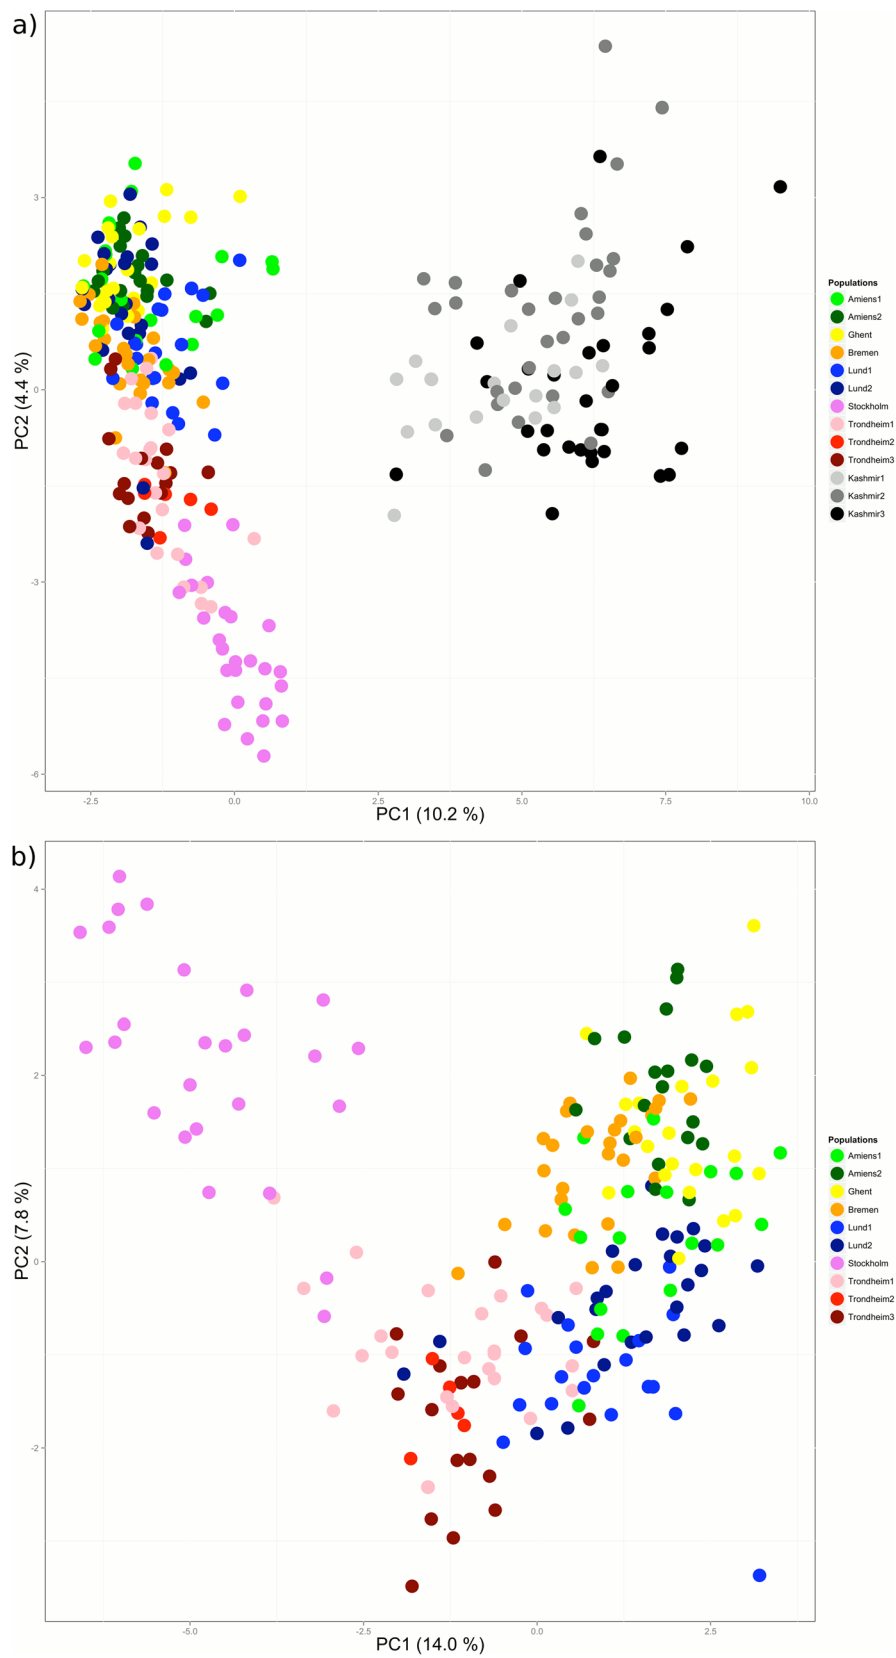 a)
PC2 (4.4 %)
3
0
-3
-6
-2.5 0.0 2.5 5.0 7.5 10.0
PC1 (10.2 %)
Populations
Amiens1
Amiens2
Ghent
Bremen
Lund1
Lund2
Stockholm
Trondheim1
Trondheim2
Trondheim3
Kashmir1
Kashmir2
Kashmir3
b)
PC2 (7.8 %)
4
2
0
-2
-5.0 -2.5 0.0 2.5
PC1 (14.0 %)
Populations
Amiens1
Amiens2
Ghent
Bremen
Lund1
Lund2
Stockholm
Trondheim1
Trondheim2
Trondheim3